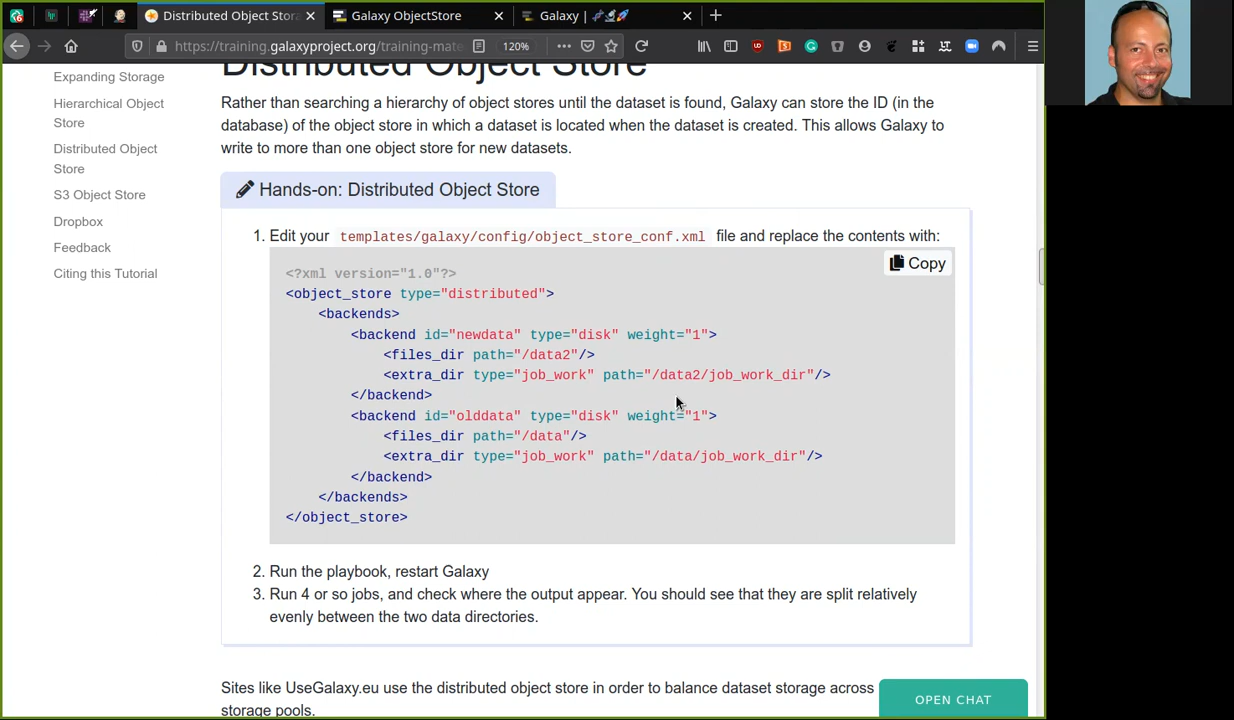 Distributed Object Stora
Galaxy ObjectStore
Galaxy |
https://training.galaxyproject.org/training-mate
120%
Expanding Storage
Hierarchical Object
Store
Distributed Object
Store
S3 Object Store
Dropbox
Feedback
Citing this Tutorial
Distributed Object Store
Rather than searching a hierarchy of object stores until the dataset is found, Galaxy can store the ID (in the
database) of the object store in which a dataset is located when the dataset is created. This allows Galaxy to
write to more than one object store for new datasets.
Hands-on: Distributed Object Store
1. Edit your templates/galaxy/config/object_store_conf.xml file and replace the contents with:
Copy
<?xml version="1.0"?>
<object_store type="distributed">
<backends>
<backend id="newdata" type="disk" weight="1">
<files_dir path="/data2"/>
<extra_dir type="job_work" path="/data2/job_work_dir"/>
</backend>
<backend id="olddata" type="disk" weight="1">
<files_dir path="/data"/>
<extra_dir type="job_work" path="/data/job_work_dir"/>
</backend>
</backends>
</object_store>
2. Run the playbook, restart Galaxy
3. Run 4 or so jobs, and check where the output appear. You should see that they are split relatively
evenly between the two data directories.
Sites like UseGalaxy.eu use the distributed object store in order to balance dataset storage across
storage pools.
OPEN CHAT